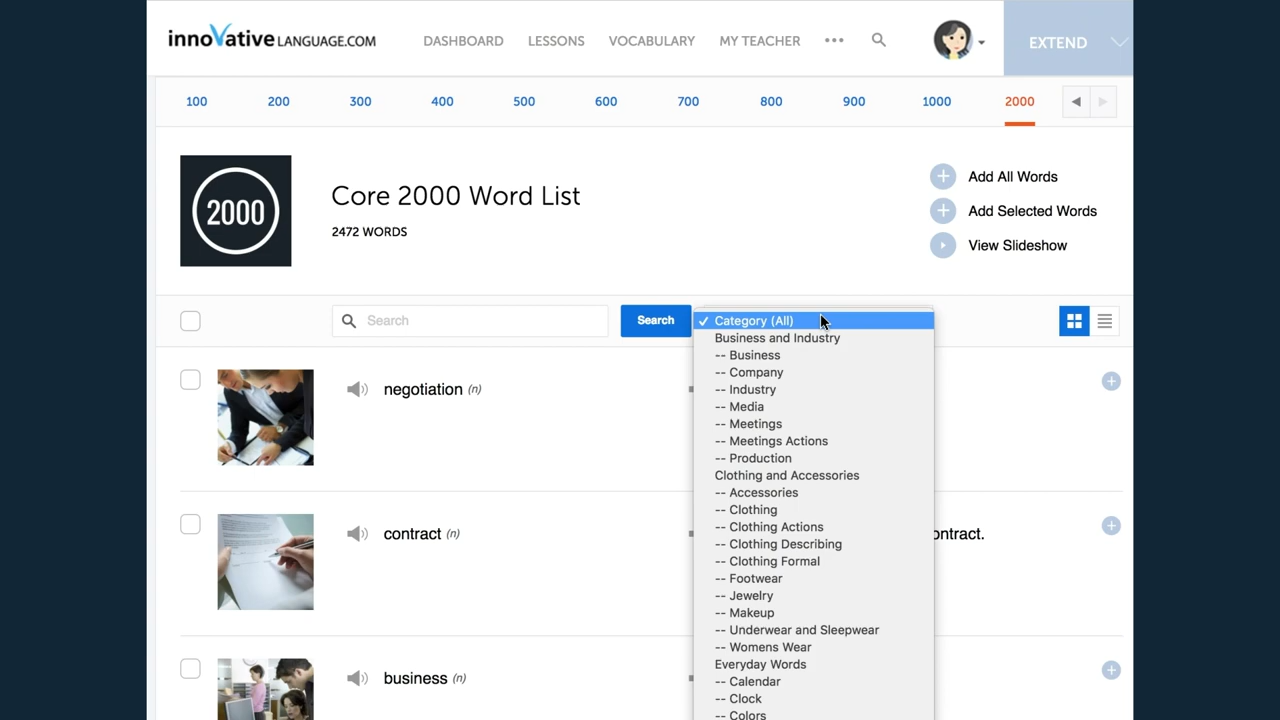 innoVative LANGUAGE.COM
DASHBOARD LESSONS VOCABULARY MY TEACHER ••• EXTEND
100 200 300 400 500 600 700 800 900 1000 2000
2000
Core 2000 Word List
2472 WORDS
Add All Words
Add Selected Words
View Slideshow
Search
Search
✓ Category (All)
Business and Industry
-- Business
-- Company
-- Industry
-- Media
-- Meetings
-- Meetings Actions
-- Production
Clothing and Accessories
-- Accessories
-- Clothing
-- Clothing Actions
-- Clothing Describing
-- Clothing Formal
-- Footwear
-- Jewelry
-- Makeup
-- Underwear and Sleepwear
-- Womens Wear
Everyday Words
-- Calendar
-- Clock
-- Colors
negotiation (n)
contract (n)
ontract.
business (n)